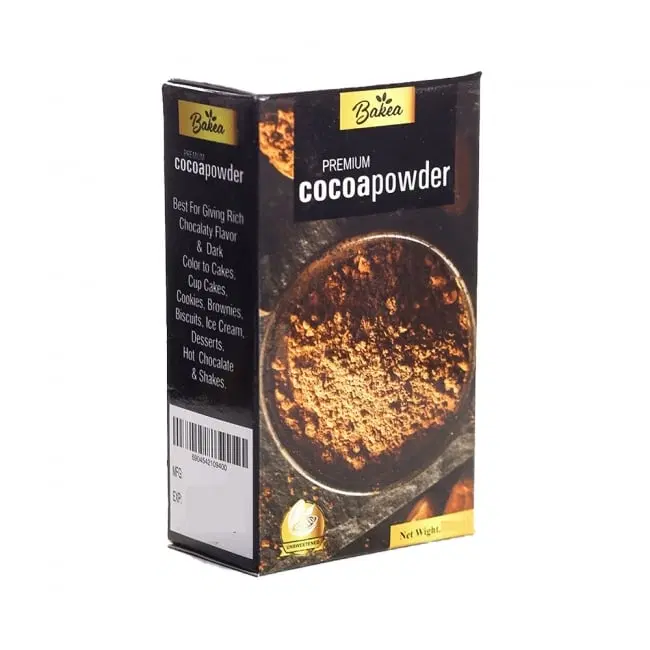 Bakea
PREMIUM
cocoapowder
Best For Giving Rich
Chocalaty Flavor
& Dark
Color to Cakes,
Cup Cakes,
Cookies, Brownies,
Biscuits, Ice Cream,
Desserts,
Hot Chocalate
& Shakes.
8904542109400
MFG:
EXP:
Bakea
PREMIUM
cocoapowder
UNSWEETENED
Net Wight.